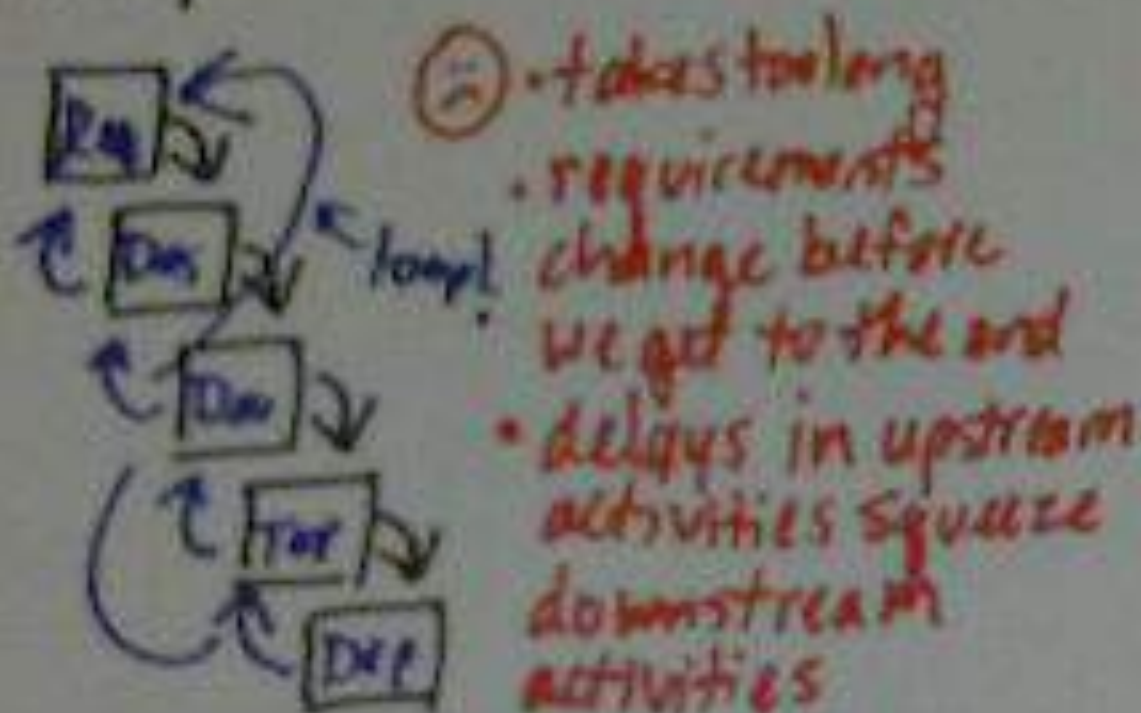 Req
Des
loop!
Dev
Test
Dep
• takes too long
• requirements
change before
we get to the end
• delays in upstream
activities squeeze
downstream
activities